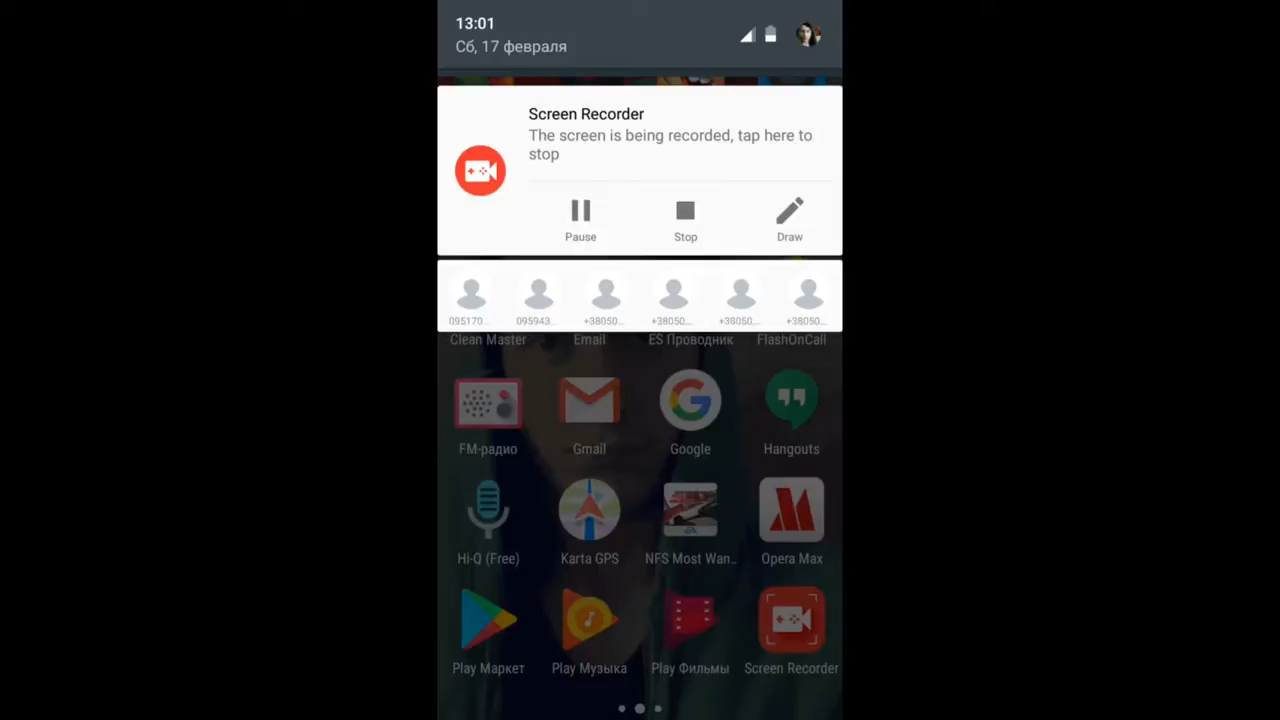 13:01
Сб, 17 февраля
Screen Recorder
The screen is being recorded, tap here to
stop
Pause Stop Draw
095170... 095943... +38050... +38050... +38050... +38050...
Clean Master Email ES Проводник FlashOnCall
FM-радио Gmail Google Hangouts
Hi-Q (Free) Karta GPS NFS Most Wan.. Opera Max
Play Маркет Play Музыка Play Фильмы Screen Recorder